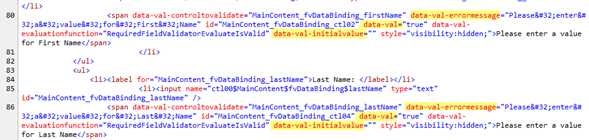 </li>
80 <span data-val-controltovalidate="MainContent_fvDataBinding_firstName" data-val-errormessage="Please&#32;enter&#32
;a&#32;value&#32;for&#32;First&#32;Name" id="MainContent_fvDataBinding_ctl02" data-val="true" data-val-
evaluationfunction="RequiredFieldValidatorEvaluateIsValid" data-val-initialvalue="" style="visibility:hidden;">Please enter a value
for First Name</span>
81 </li>
82 </ul>
83 <ul>
84 <li><label for="MainContent_fvDataBinding_lastName">Last Name: </label></li>
85 <li><input name="ctl00$MainContent$fvDataBinding$lastName" type="text"
id="MainContent_fvDataBinding_lastName" />
86 <span data-val-controltovalidate="MainContent_fvDataBinding_lastName" data-val-errormessage="Please&#32;enter&#
32;a&#32;value&#32;for&#32;Last&#32;Name" id="MainContent_fvDataBinding_ctl04" data-val="true" data-val-
evaluationfunction="RequiredFieldValidatorEvaluateIsValid" data-val-initialvalue="" style="visibility:hidden;">Please enter a value
for Last Name</span>